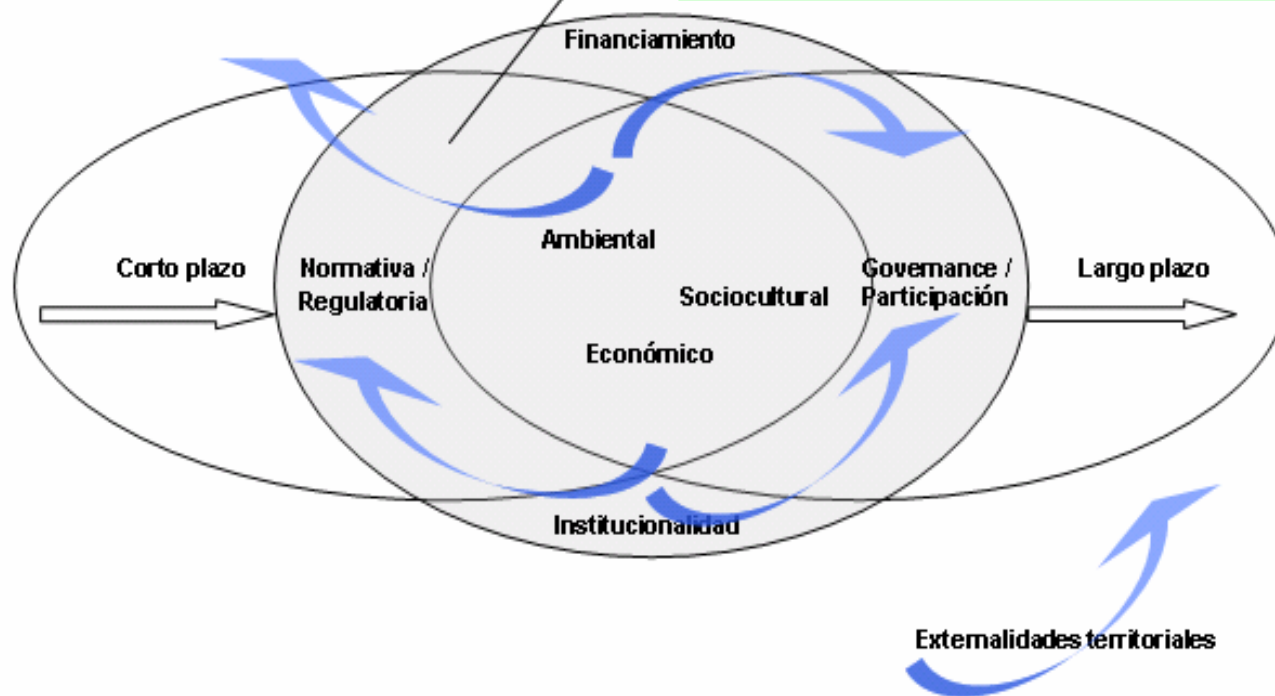 Financiamiento
Ambiental
Corto plazo
Normativa /
Regulatoria
Sociocultural
Governance /
Participación
Largo plazo
Económico
Institucionalidad
Externalidades territoriales